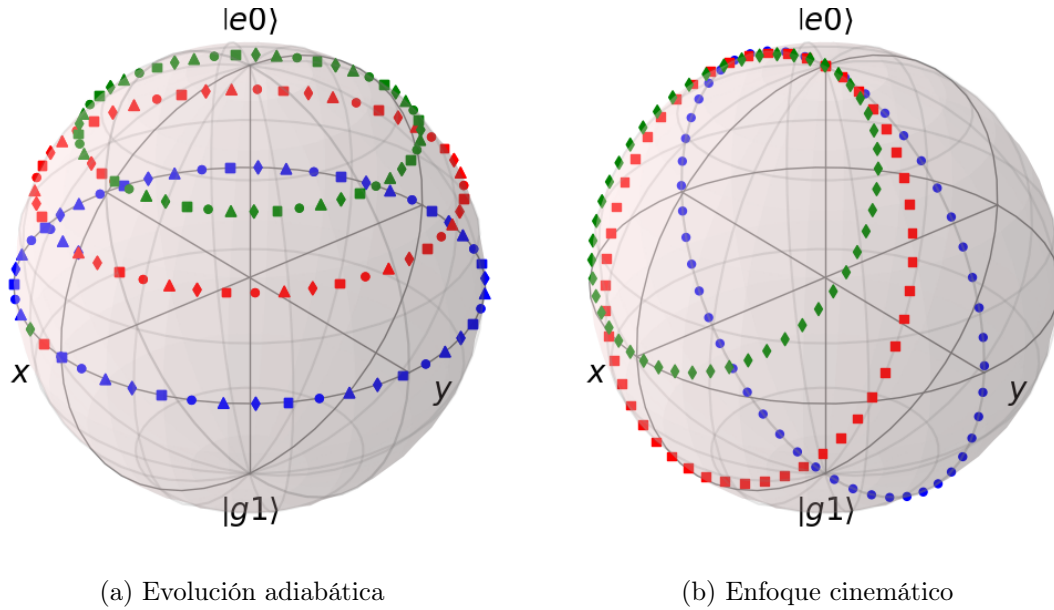 |e0⟩
x
y
|g1⟩
(a) Evolución adiabática
|e0⟩
x
y
|g1⟩
(b) Enfoque cinemático